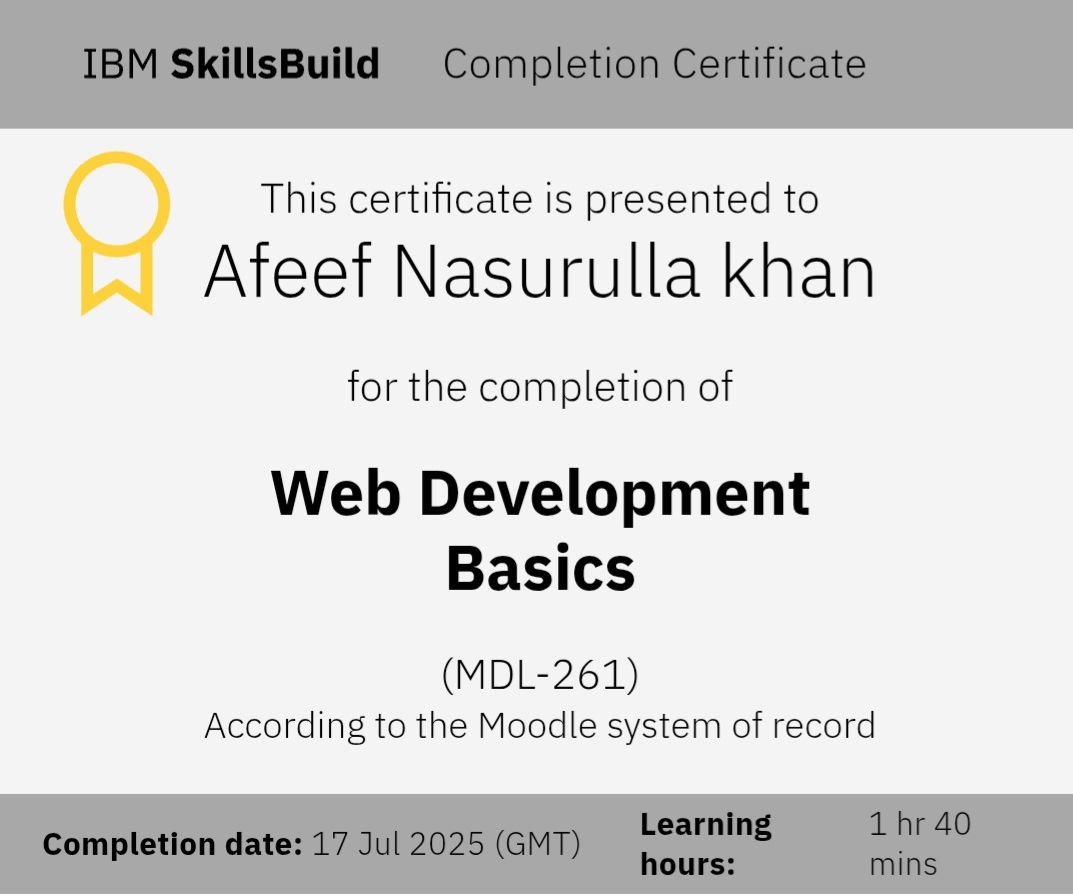 IBM SkillsBuild Completion Certificate
This certificate is presented to
Afeef Nasurulla khan
for the completion of
Web Development
Basics
(MDL-261)
According to the Moodle system of record
Completion date: 17 Jul 2025 (GMT)
Learning
hours:
1 hr 40
mins